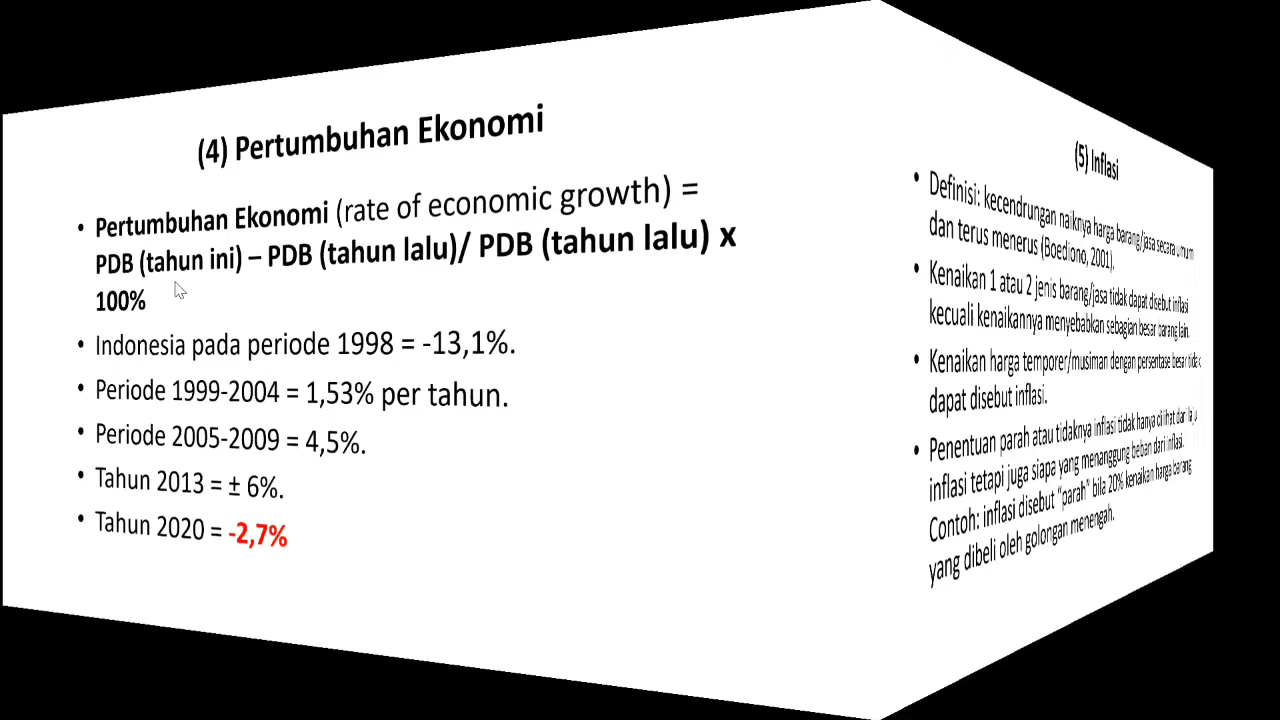 (4) Pertumbuhan Ekonomi
• Pertumbuhan Ekonomi (rate of economic growth) =
PDB (tahun ini) – PDB (tahun lalu)/ PDB (tahun lalu) x
100%
• Indonesia pada periode 1998 = -13,1%.
• Periode 1999-2004 = 1,53% per tahun.
• Periode 2005-2009 = 4,5%.
• Tahun 2013 = ± 6%.
• Tahun 2020 = -2,7%
(5) Inflasi
• Definisi: kecendrungan naiknya harga barang/jasa secara umum
dan terus menerus (Boediono, 2001).
• Kenaikan 1 atau 2 jenis barang/jasa tidak dapat disebut inflasi
kecuali kenaikannya menyebabkan sebagian besar barang lain.
• Kenaikan harga temporer/musiman dengan persentase besar tidak
dapat disebut inflasi.
• Penentuan parah atau tidaknya inflasi tidak hanya dilihat dari laju
inflasi tetapi juga siapa yang menanggung beban dari inflasi.
Contoh: inflasi disebut “parah” bila 20% kenaikan harga barang
yang dibeli oleh golongan menengah.